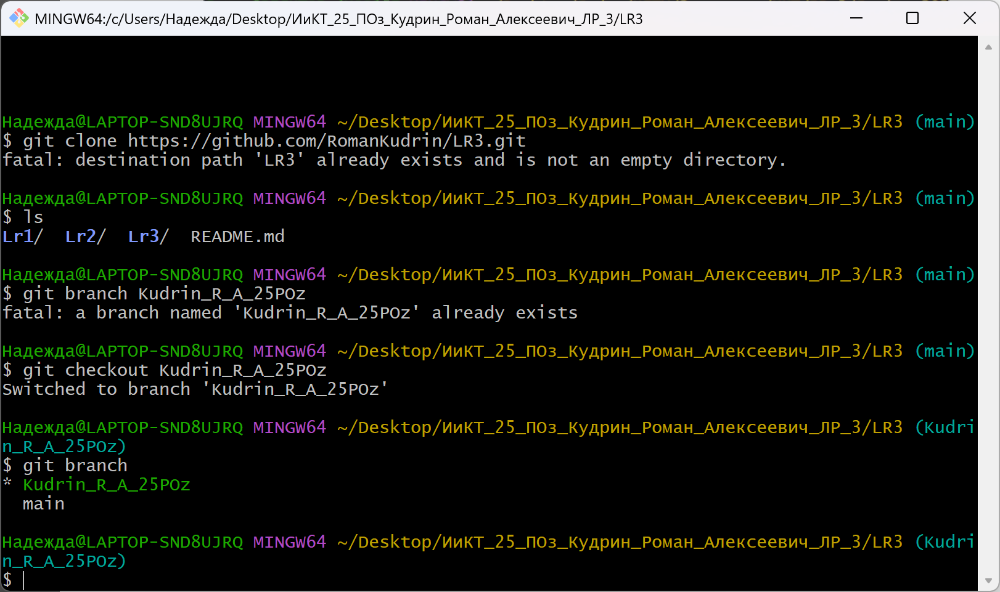 MINGW64:/c/Users/Надежда/Desktop/ИиКТ_25_ПОз_Кудрин_Роман_Алексеевич_ЛР_3/LR3
Надежда@LAPTOP-SND8UJRQ MINGW64 ~/Desktop/ИиКТ_25_ПОз_Кудрин_Роман_Алексеевич_ЛР_3/LR3 (main)
$ git clone https://github.com/RomanKudrin/LR3.git
fatal: destination path 'LR3' already exists and is not an empty directory.
Надежда@LAPTOP-SND8UJRQ MINGW64 ~/Desktop/ИиКТ_25_ПОз_Кудрин_Роман_Алексеевич_ЛР_3/LR3 (main)
$ ls
Lr1/  Lr2/  Lr3/  README.md
Надежда@LAPTOP-SND8UJRQ MINGW64 ~/Desktop/ИиКТ_25_ПОз_Кудрин_Роман_Алексеевич_ЛР_3/LR3 (main)
$ git branch Kudrin_R_A_25POz
fatal: a branch named 'Kudrin_R_A_25POz' already exists
Надежда@LAPTOP-SND8UJRQ MINGW64 ~/Desktop/ИиКТ_25_ПОз_Кудрин_Роман_Алексеевич_ЛР_3/LR3 (main)
$ git checkout Kudrin_R_A_25POz
Switched to branch 'Kudrin_R_A_25POz'
Надежда@LAPTOP-SND8UJRQ MINGW64 ~/Desktop/ИиКТ_25_ПОз_Кудрин_Роман_Алексеевич_ЛР_3/LR3 (Kudri
n_R_A_25POz)
$ git branch
* Kudrin_R_A_25POz
  main
Надежда@LAPTOP-SND8UJRQ MINGW64 ~/Desktop/ИиКТ_25_ПОз_Кудрин_Роман_Алексеевич_ЛР_3/LR3 (Kudri
n_R_A_25POz)
$